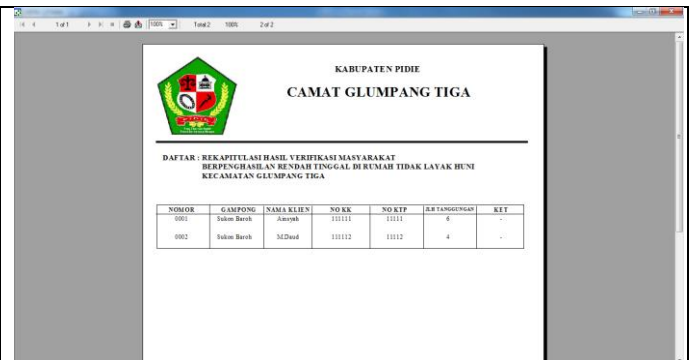 1 of 1 100% Total:2 100% 2 of 2
KABUPATEN PIDIE
CAMAT GLUMPANG TIGA
DAFTAR : REKAPITULASI HASIL VERIFIKASI MASYARAKAT
BERPENGHASILAN RENDAH TINGGAL DI RUMAH TIDAK LAYAK HUNI
KECAMATAN GLUMPANG TIGA
NOMOR GAMPONG NAMA KLIEN NO KK NO KTP JLH TANGGUNGAN KET
0001 Sukon Baroh Aisyah 111111 11111 6 -
0002 Sukon Baroh M.Daud 111112 11112 4 -